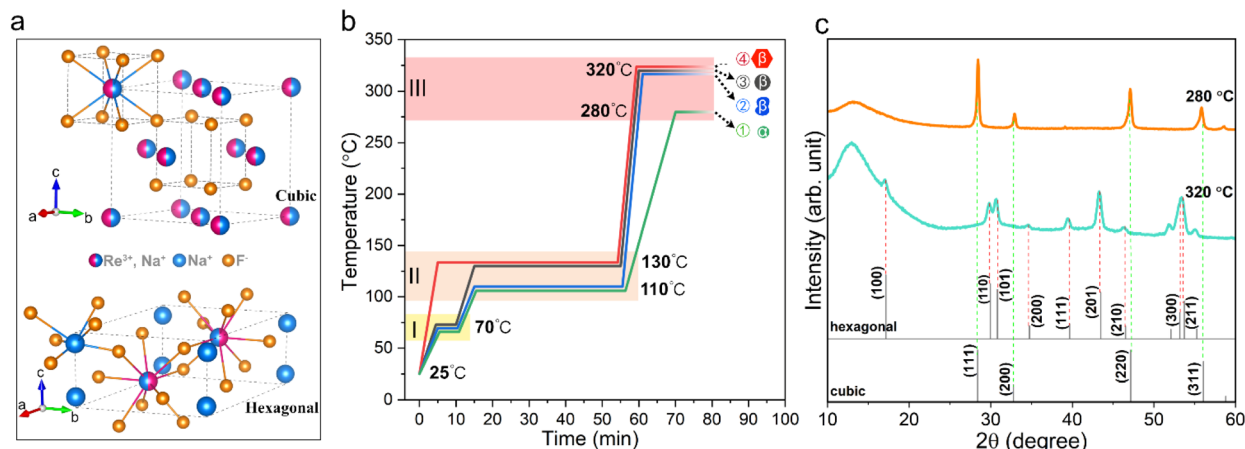 a
c
a
b
Cubic
Re³⁺, Na⁺
Na⁺
F⁻
c
a
b
Hexagonal
b
Temperature (°C)
350
300
250
200
150
100
50
0
III
II
I
320°C
280°C
130°C
110°C
70°C
25°C
④ β
③ β
② β
① α
0 10 20 30 40 50 60 70 80 90 100
Time (min)
c
Intensity (arb. unit)
280 °C
320 °C
(100)
(110)
(101)
(200)
(111)
(201)
(210)
(300)
(211)
hexagonal
(111)
(200)
(220)
(311)
cubic
10 20 30 40 50 60
2θ (degree)